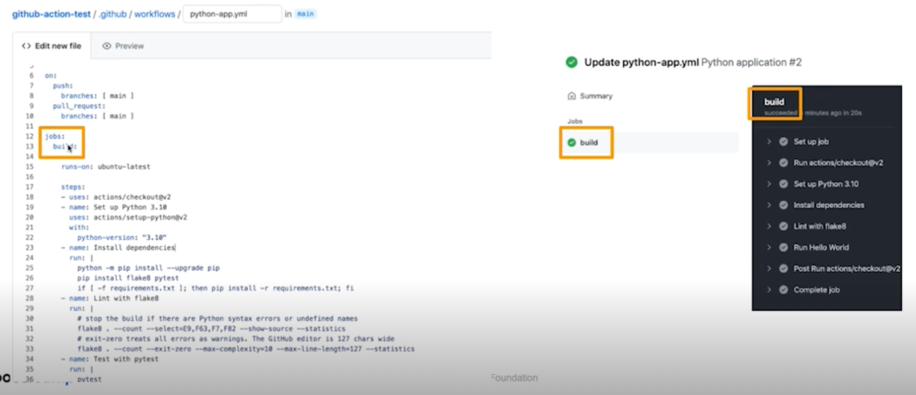 github-action-test / .github / workflows / python-app.yml in main
<> Edit new file Preview
6 on:
7 push:
8 branches: [ main ]
9 pull_request:
10 branches: [ main ]
11
12 jobs:
13 build:
14
15 runs-on: ubuntu-latest
16
17 steps:
18 - uses: actions/checkout@v2
19 - name: Set up Python 3.10
20 uses: actions/setup-python@v2
21 with:
22 python-version: "3.10"
23 - name: Install dependencies
24 run: |
25 python -m pip install --upgrade pip
26 pip install flake8 pytest
27 if [ -f requirements.txt ]; then pip install -r requirements.txt; fi
28 - name: Lint with flake8
29 run: |
30 # stop the build if there are Python syntax errors or undefined names
31 flake8 . --count --select=E9,F63,F7,F82 --show-source --statistics
32 # exit-zero treats all errors as warnings. The GitHub editor is 127 chars wide
33 flake8 . --count --exit-zero --max-complexity=10 --max-line-length=127 --statistics
34 - name: Test with pytest
35 run: |
36 pytest
Update python-app.yml Python application #2
Summary
Jobs
build
build
succeeded minutes ago in 20s
Set up job
Run actions/checkout@v2
Set up Python 3.10
Install dependencies
Lint with flake8
Run Hello World
Post Run actions/checkout@v2
Complete job
Foundation